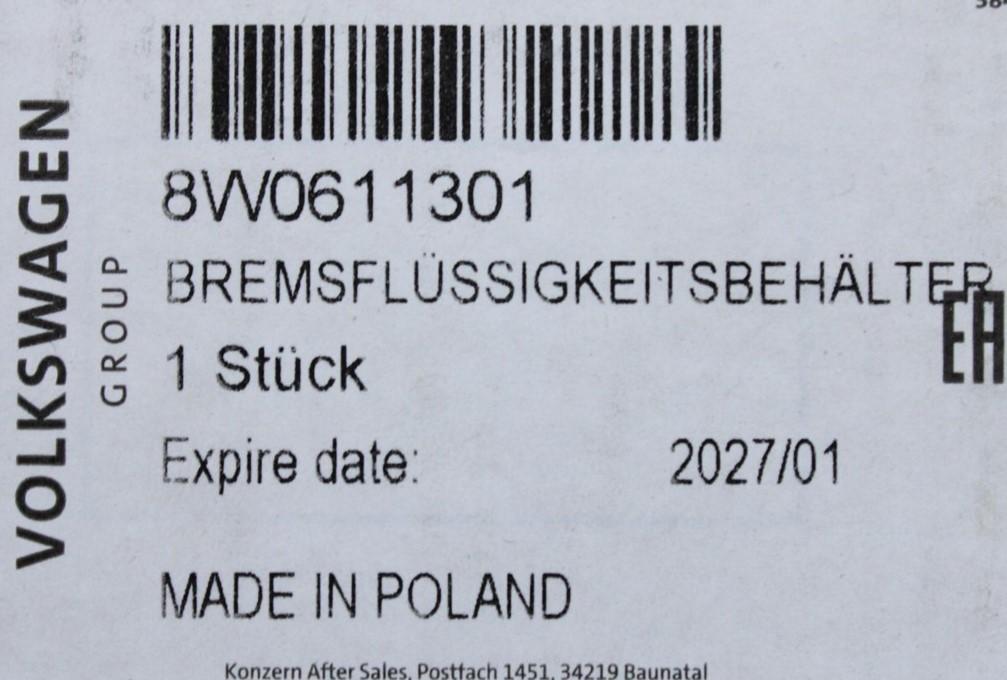 VOLKSWAGEN
GROUP
8W0611301
BREMSFLÜSSIGKEITSBEHÄLTER
1 Stück
Expire date: 2027/01
MADE IN POLAND
Konzern After Sales, Postfach 1451, 34219 Baunatal